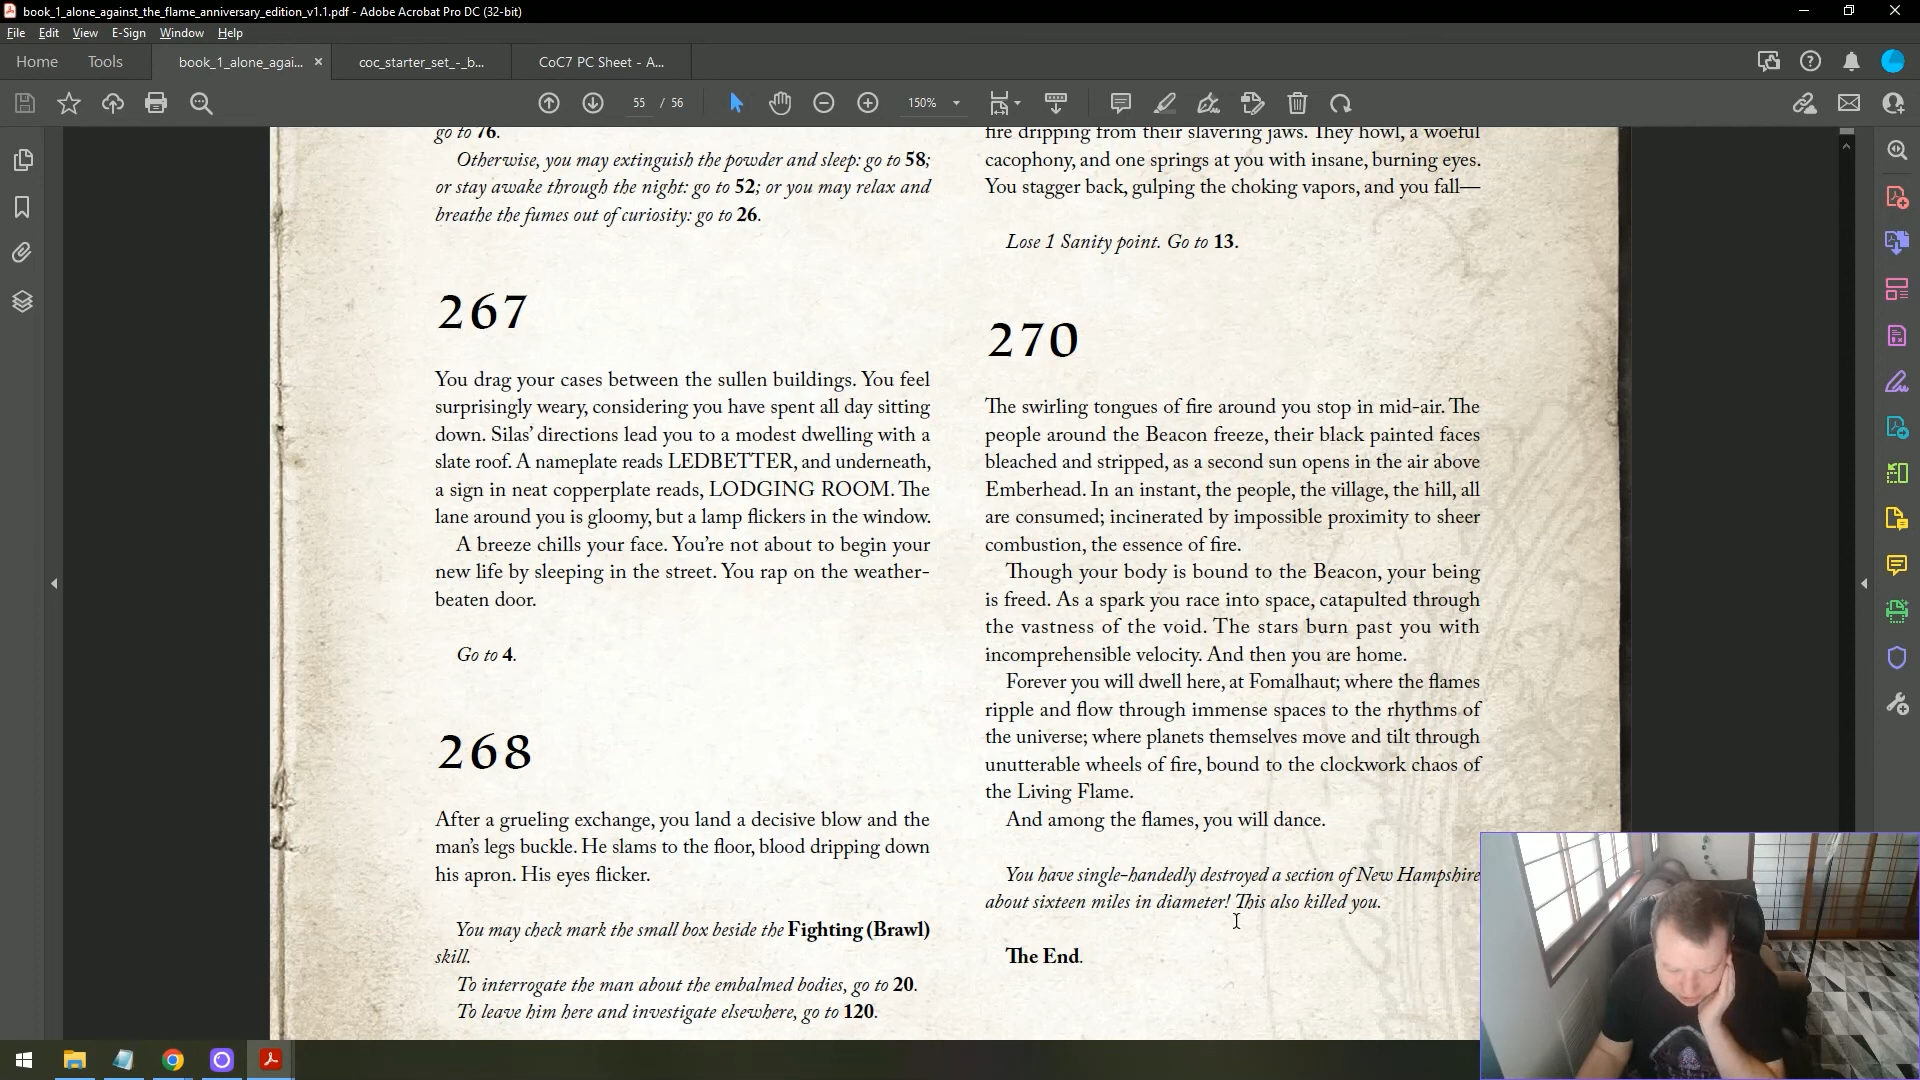 book_1_alone_against_the_flame_anniversary_edition_v1.1.pdf - Adobe Acrobat Pro DC (32-bit)
File Edit View E-Sign Window Help
Home Tools book_1_alone_agai... × coc_starter_set_-_b... CoC7 PC Sheet - A...
55 / 56 150%
go to 76.
Otherwise, you may extinguish the powder and sleep: go to 58;
or stay awake through the night: go to 52; or you may relax and
breathe the fumes out of curiosity: go to 26.
267
You drag your cases between the sullen buildings. You feel
surprisingly weary, considering you have spent all day sitting
down. Silas’ directions lead you to a modest dwelling with a
slate roof. A nameplate reads LEDBETTER, and underneath,
a sign in neat copperplate reads, LODGING ROOM. The
lane around you is gloomy, but a lamp flickers in the window.
A breeze chills your face. You’re not about to begin your
new life by sleeping in the street. You rap on the weather-
beaten door.
Go to 4.
268
After a grueling exchange, you land a decisive blow and the
man’s legs buckle. He slams to the floor, blood dripping down
his apron. His eyes flicker.
You may check mark the small box beside the Fighting (Brawl)
skill.
To interrogate the man about the embalmed bodies, go to 20.
To leave him here and investigate elsewhere, go to 120.
fire dripping from their slavering jaws. They howl, a woeful
cacophony, and one springs at you with insane, burning eyes.
You stagger back, gulping the choking vapors, and you fall—
Lose 1 Sanity point. Go to 13.
270
The swirling tongues of fire around you stop in mid-air. The
people around the Beacon freeze, their black painted faces
bleached and stripped, as a second sun opens in the air above
Emberhead. In an instant, the people, the village, the hill, all
are consumed; incinerated by impossible proximity to sheer
combustion, the essence of fire.
Though your body is bound to the Beacon, your being
is freed. As a spark you race into space, catapulted through
the vastness of the void. The stars burn past you with
incomprehensible velocity. And then you are home.
Forever you will dwell here, at Fomalhaut; where the flames
ripple and flow through immense spaces to the rhythms of
the universe; where planets themselves move and tilt through
unutterable wheels of fire, bound to the clockwork chaos of
the Living Flame.
And among the flames, you will dance.
You have single-handedly destroyed a section of New Hampshire
about sixteen miles in diameter! This also killed you.
The End.